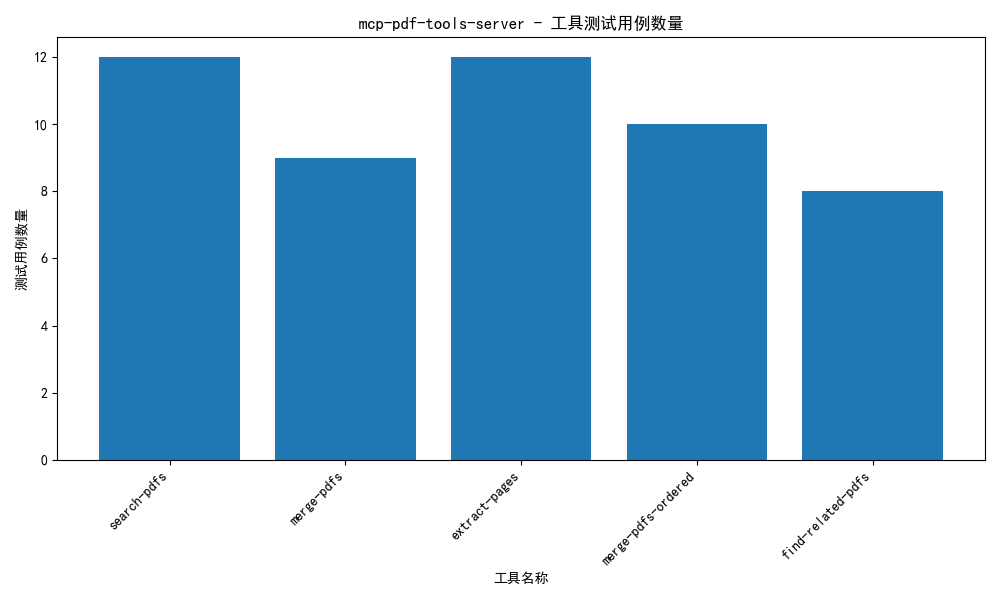 mcp-pdf-tools-server - 工具测试用例数量
测试用例数量
12
10
8
6
4
2
0
search-pdfs
merge-pdfs
extract-pages
merge-pdfs-ordered
find-related-pdfs
工具名称